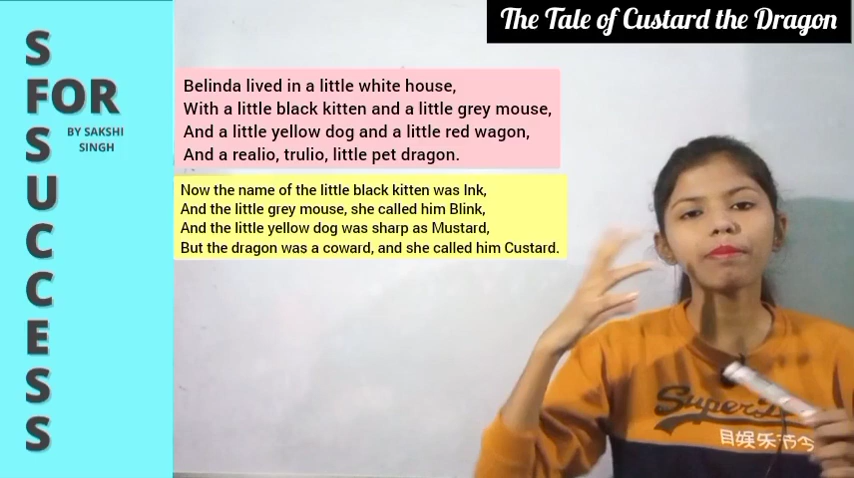 The Tale of Custard the Dragon
S
FOR
S
U
C
C
E
S
S
BY SAKSHI
SINGH
Belinda lived in a little white house,
With a little black kitten and a little grey mouse,
And a little yellow dog and a little red wagon,
And a realio, trulio, little pet dragon.
Now the name of the little black kitten was Ink,
And the little grey mouse, she called him Blink,
And the little yellow dog was sharp as Mustard,
But the dragon was a coward, and she called him Custard.